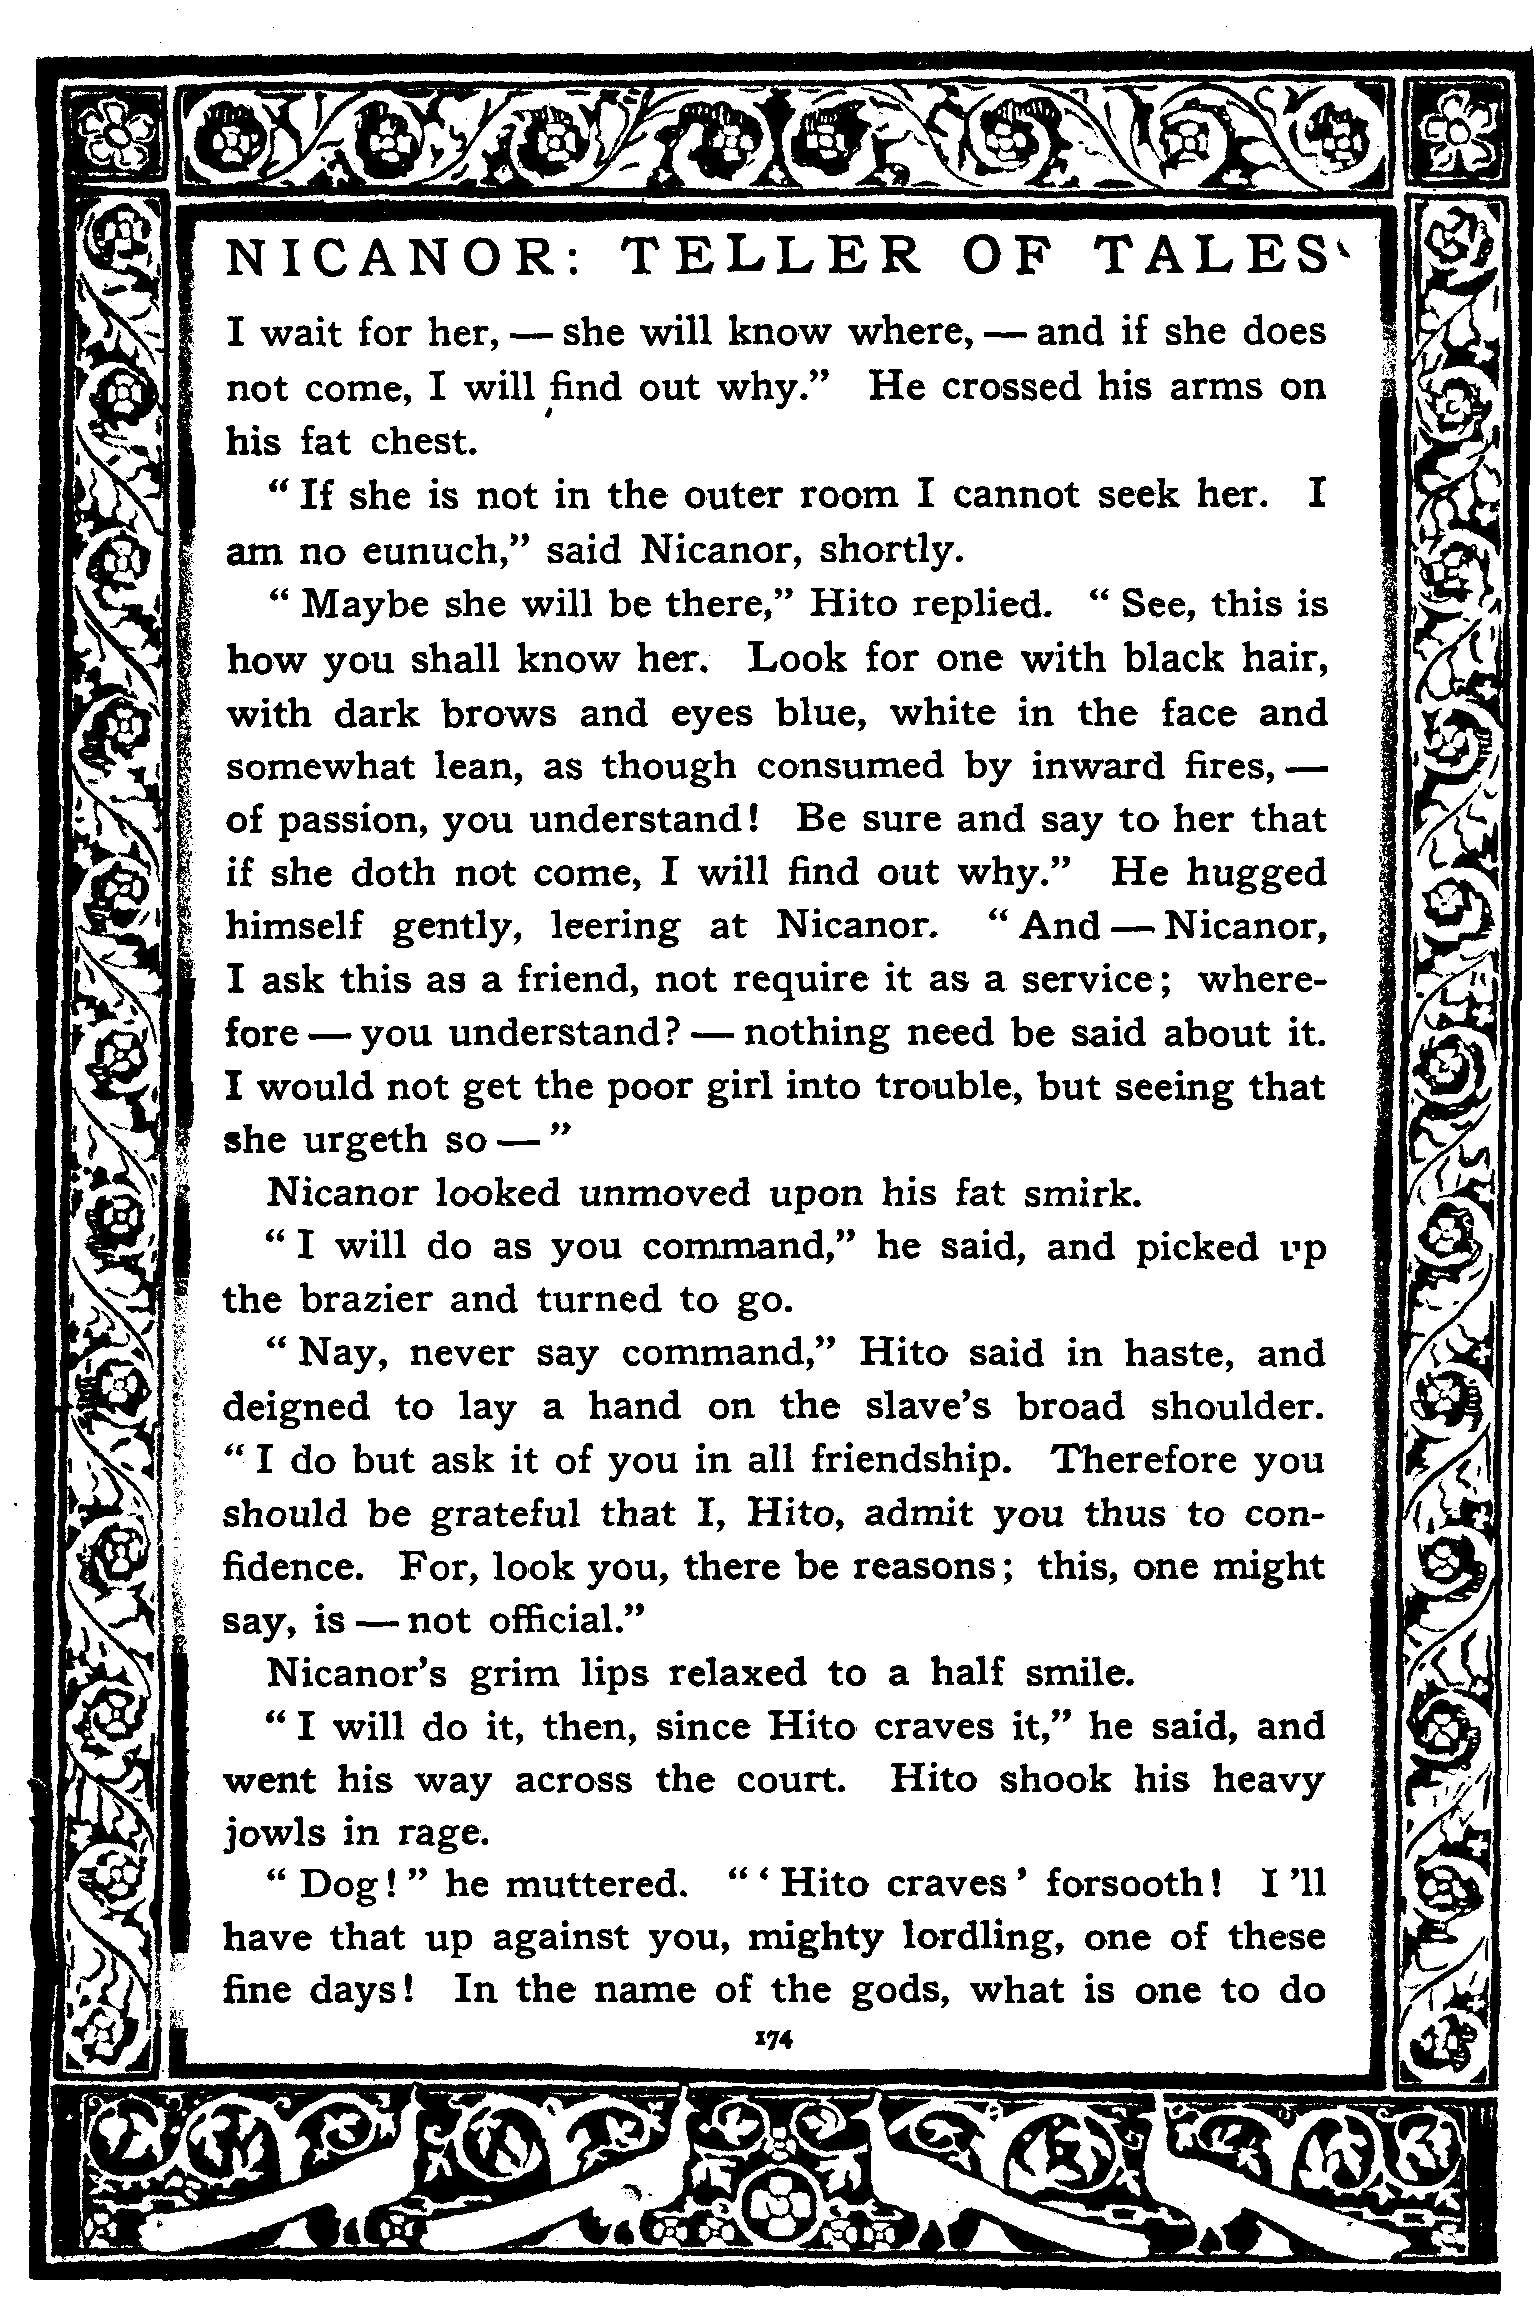 NICANOR: TELLER OF TALES
I wait for her, — she will know where, — and if she does
not come, I will find out why.” He crossed his arms on
his fat chest.
“ If she is not in the outer room I cannot seek her. I
am no eunuch,” said Nicanor, shortly.
“ Maybe she will be there,” Hito replied. “ See, this is
how you shall know her. Look for one with black hair,
with dark brows and eyes blue, white in the face and
somewhat lean, as though consumed by inward fires, —
of passion, you understand! Be sure and say to her that
if she doth not come, I will find out why.” He hugged
himself gently, leering at Nicanor. “ And — Nicanor,
I ask this as a friend, not require it as a service; where-
fore — you understand? — nothing need be said about it.
I would not get the poor girl into trouble, but seeing that
she urgeth so — ”
Nicanor looked unmoved upon his fat smirk.
“ I will do as you command,” he said, and picked up
the brazier and turned to go.
“ Nay, never say command,” Hito said in haste, and
deigned to lay a hand on the slave’s broad shoulder.
“ I do but ask it of you in all friendship. Therefore you
should be grateful that I, Hito, admit you thus to con-
fidence. For, look you, there be reasons; this, one might
say, is — not official.”
Nicanor’s grim lips relaxed to a half smile.
“ I will do it, then, since Hito craves it,” he said, and
went his way across the court. Hito shook his heavy
jowls in rage.
“ Dog! ” he muttered. “ ‘ Hito craves ’ forsooth! I ’ll
have that up against you, mighty lordling, one of these
fine days! In the name of the gods, what is one to do
174